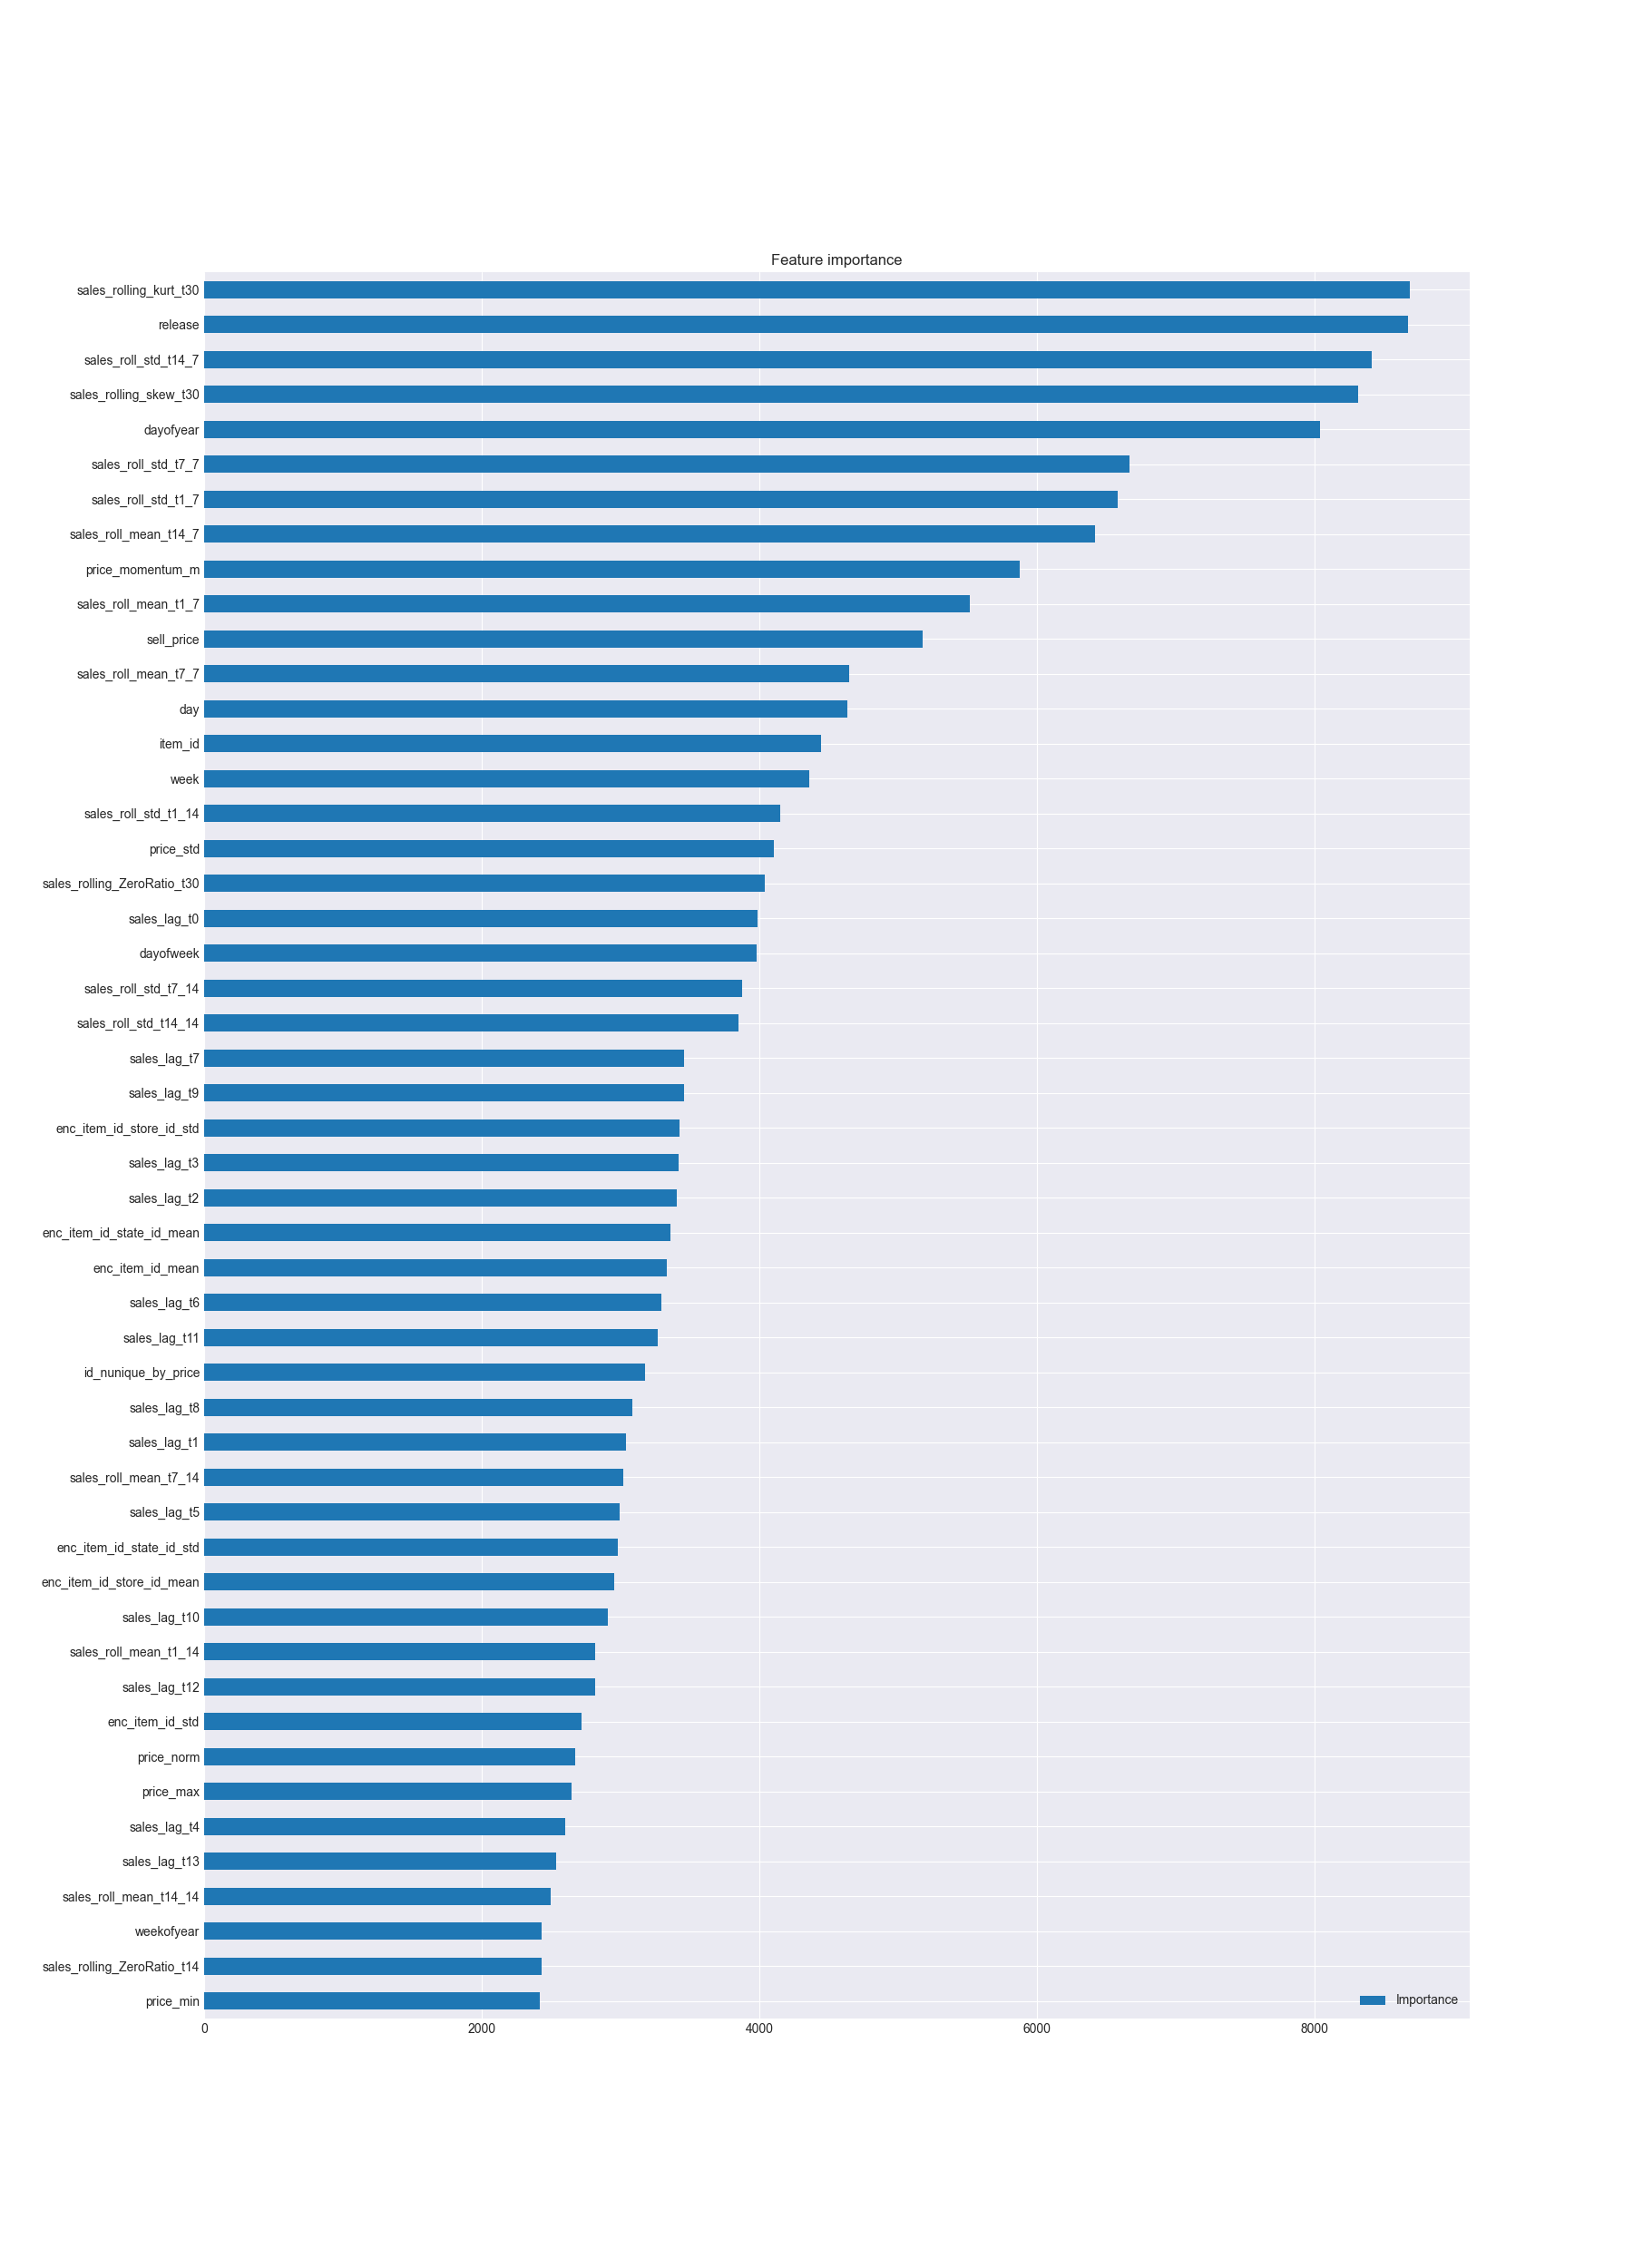 Feature importance
sales_rolling_kurt_t30
release
sales_roll_std_t14_7
sales_rolling_skew_t30
dayofyear
sales_roll_std_t7_7
sales_roll_std_t1_7
sales_roll_mean_t14_7
price_momentum_m
sales_roll_mean_t1_7
sell_price
sales_roll_mean_t7_7
day
item_id
week
sales_roll_std_t1_14
price_std
sales_rolling_ZeroRatio_t30
sales_lag_t0
dayofweek
sales_roll_std_t7_14
sales_roll_std_t14_14
sales_lag_t7
sales_lag_t9
enc_item_id_store_id_std
sales_lag_t3
sales_lag_t2
enc_item_id_state_id_mean
enc_item_id_mean
sales_lag_t6
sales_lag_t11
id_nunique_by_price
sales_lag_t8
sales_lag_t1
sales_roll_mean_t7_14
sales_lag_t5
enc_item_id_state_id_std
enc_item_id_store_id_mean
sales_lag_t10
sales_roll_mean_t1_14
sales_lag_t12
enc_item_id_std
price_norm
price_max
sales_lag_t4
sales_lag_t13
sales_roll_mean_t14_14
weekofyear
sales_rolling_ZeroRatio_t14
price_min
Importance
0 2000 4000 6000 8000